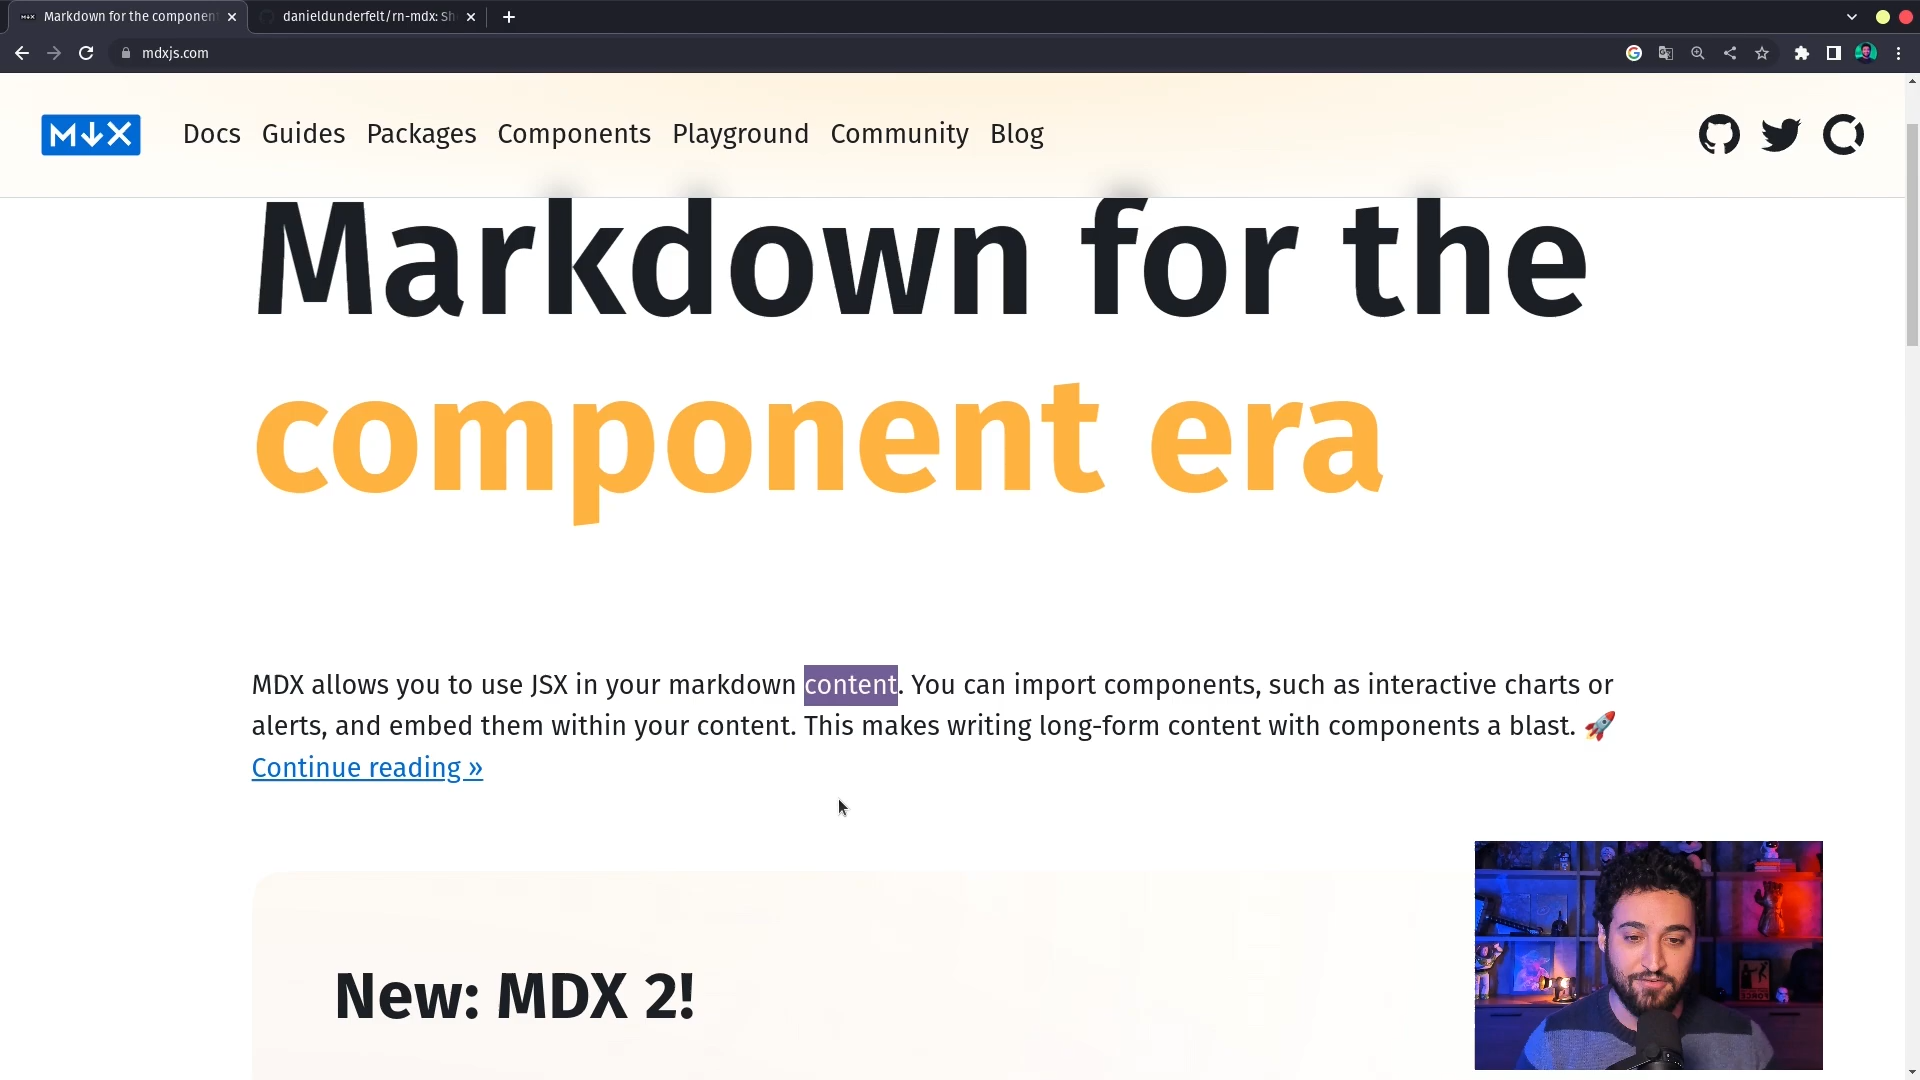 Markdown for the component
danieldunderfelt/rn-mdx: Sh
mdxjs.com
MDX Docs Guides Packages Components Playground Community Blog
Markdown for the
component era
MDX allows you to use JSX in your markdown content. You can import components, such as interactive charts or
alerts, and embed them within your content. This makes writing long-form content with components a blast. 🚀
Continue reading »
New: MDX 2!